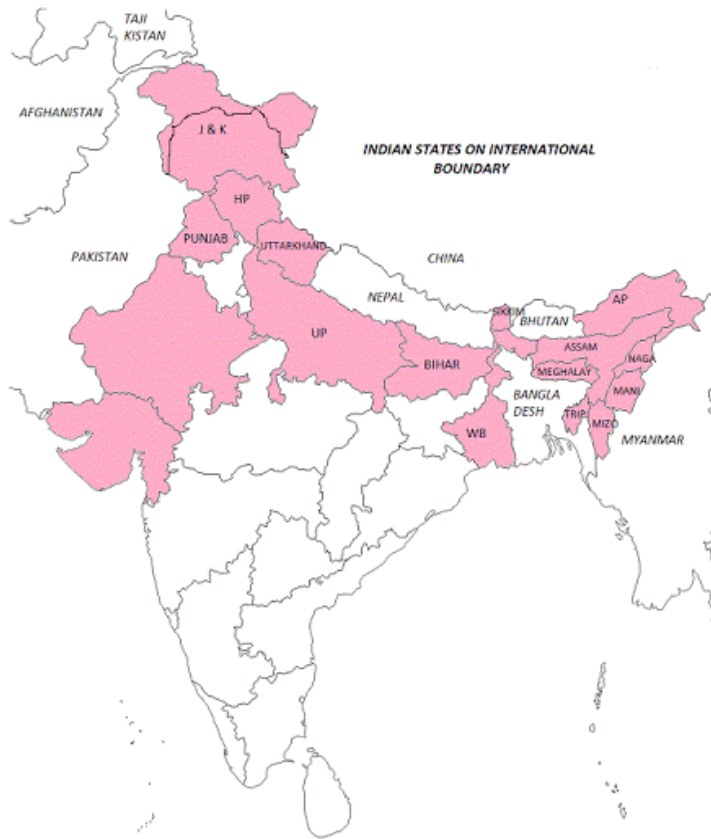 TAJI
KISTAN
AFGHANISTAN
J & K
INDIAN STATES ON INTERNATIONAL
BOUNDARY
HP
PUNJAB
UTTARKHAND
PAKISTAN
CHINA
NEPAL
AP
SIKKIM
BHUTAN
UP
ASSAM
NAGA
BIHAR
MEGHALAY
MANI
BANGLA
DESH
TRIP
MIZO
WB
MYANMAR